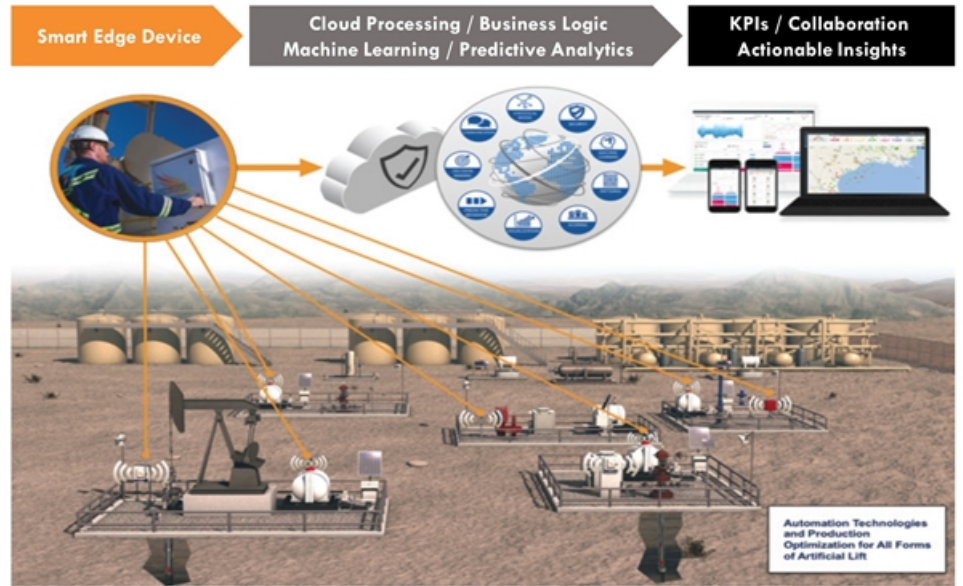 Smart Edge Device
Cloud Processing / Business Logic
Machine Learning / Predictive Analytics
KPIs / Collaboration
Actionable Insights
SECURITY
Automation Technologies
and Production
Optimization for All Forms
of Artificial Lift